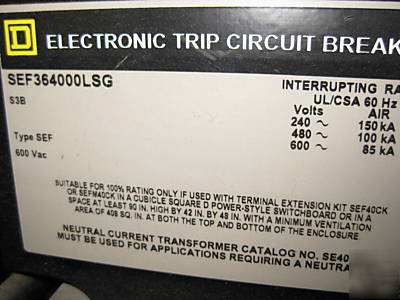 D ELECTRONIC TRIP CIRCUIT BREAK
SEF364000LSG
S3B
Type SEF
600 Vac
INTERRUPTING RA
UL/CSA 60 Hz
Volts AIR
240 ~ 150 kA
480 ~ 100 kA
600 ~ 85 kA
SUITABLE FOR 100% RATING ONLY IF USED WITH TERMINAL EXTENSION KIT SEF40CK
OR SEFM40CK IN A CUBICLE SQUARE D POWER-STYLE SWITCHBOARD OR IN A
SPACE AT LEAST 90 IN. HIGH BY 42 IN. BY 48 IN. WITH A MINIMUM VENTILATION
AREA OF 408 SQ. IN. AT BOTH THE TOP AND BOTTOM OF THE ENCLOSURE
NEUTRAL CURRENT TRANSFORMER CATALOG NO. SE40
MUST BE USED FOR APPLICATIONS REQUIRING A NEUTRA